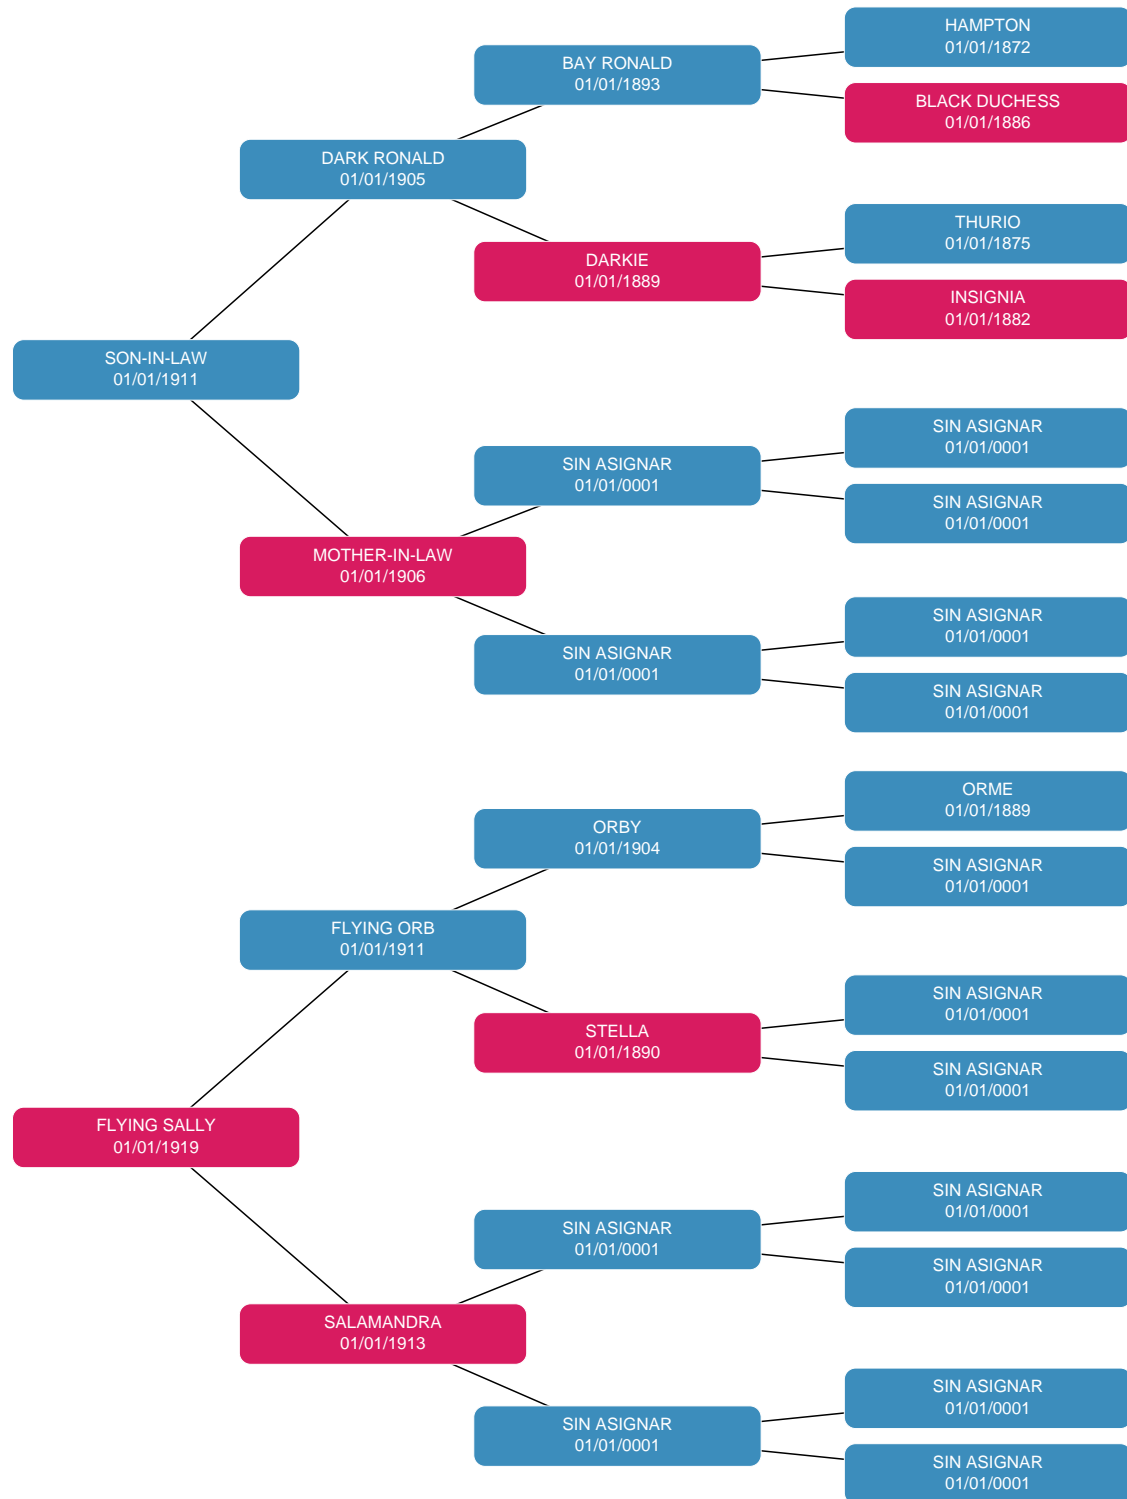 HAMPTON
01/01/1872
BAY RONALD
01/01/1893
BLACK DUCHESS
01/01/1886
DARK RONALD
01/01/1905
THURIO
01/01/1875
DARKIE
01/01/1889
INSIGNIA
01/01/1882
SON-IN-LAW
01/01/1911
SIN ASIGNAR
01/01/0001
SIN ASIGNAR
01/01/0001
SIN ASIGNAR
01/01/0001
MOTHER-IN-LAW
01/01/1906
SIN ASIGNAR
01/01/0001
SIN ASIGNAR
01/01/0001
SIN ASIGNAR
01/01/0001
ORME
01/01/1889
ORBY
01/01/1904
SIN ASIGNAR
01/01/0001
FLYING ORB
01/01/1911
SIN ASIGNAR
01/01/0001
STELLA
01/01/1890
SIN ASIGNAR
01/01/0001
FLYING SALLY
01/01/1919
SIN ASIGNAR
01/01/0001
SIN ASIGNAR
01/01/0001
SIN ASIGNAR
01/01/0001
SALAMANDRA
01/01/1913
SIN ASIGNAR
01/01/0001
SIN ASIGNAR
01/01/0001
SIN ASIGNAR
01/01/0001